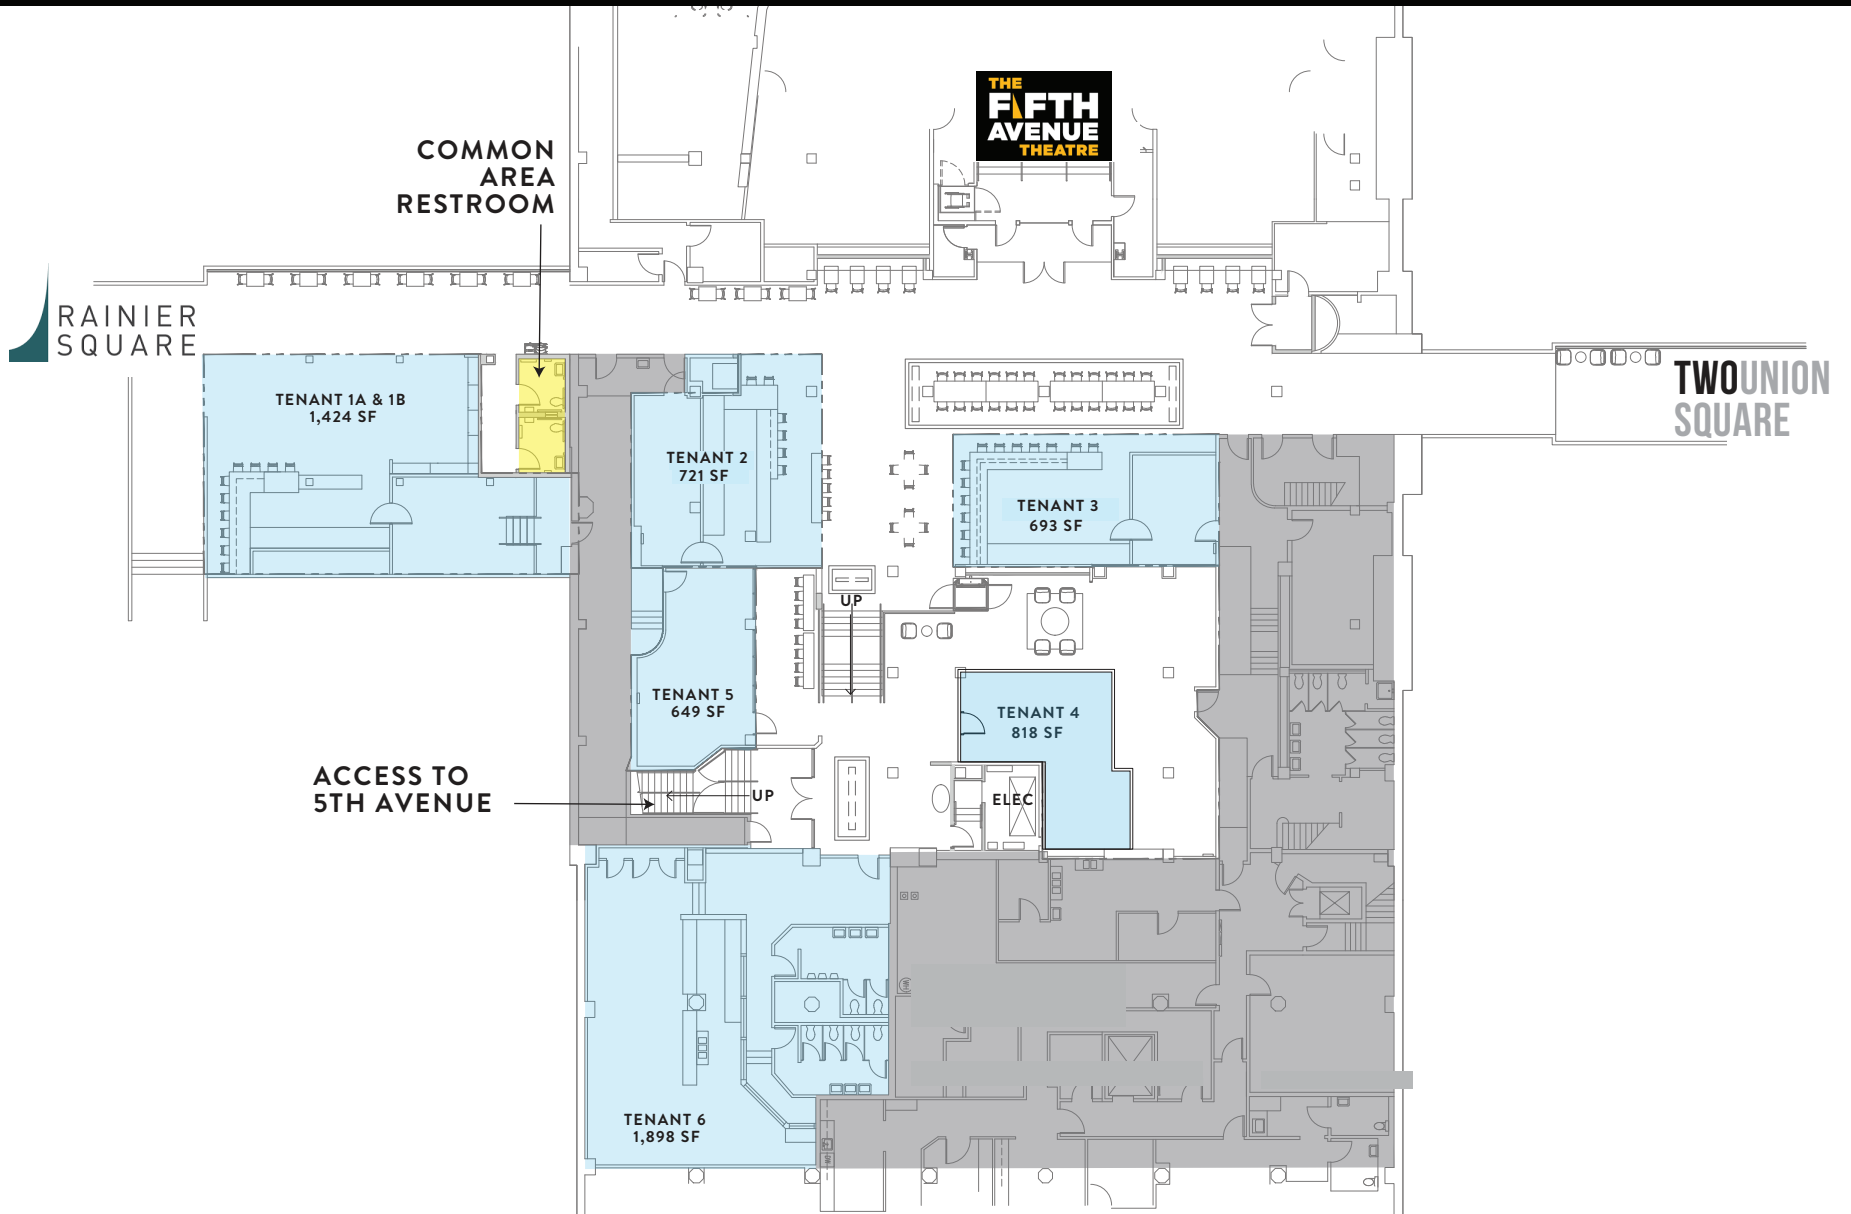 THE
FIFTH
AVENUE
THEATRE
COMMON
AREA
RESTROOM
RAINIER
SQUARE
TWOUNION
SQUARE
TENANT 1A & 1B
1,424 SF
TENANT 2
721 SF
TENANT 3
693 SF
UP
TENANT 5
649 SF
TENANT 4
818 SF
ACCESS TO
5TH AVENUE
UP
ELEC
TENANT 6
1,898 SF